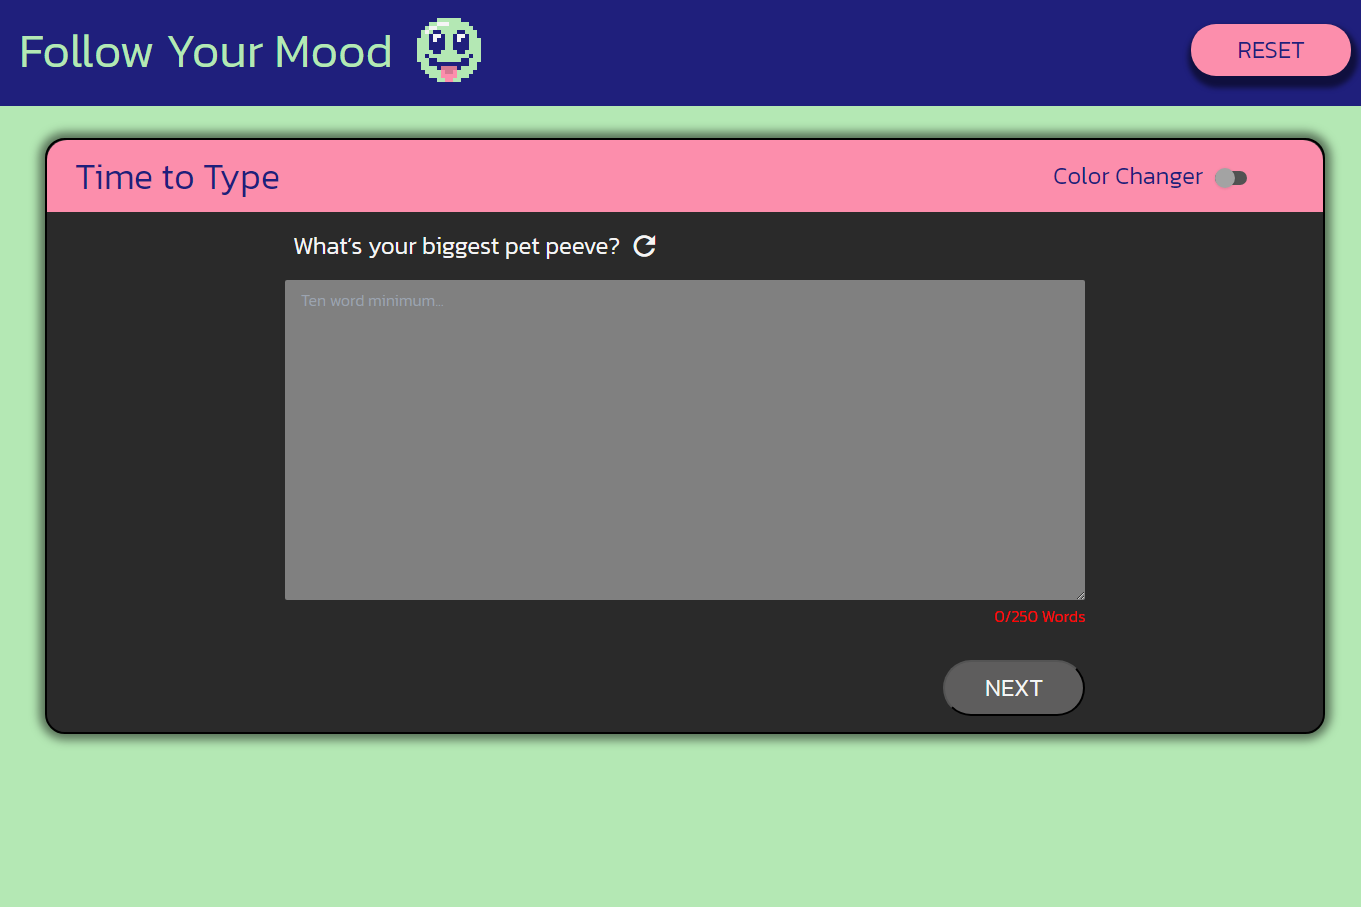 Follow Your Mood
RESET
Time to Type
Color Changer
What's your biggest pet peeve?
Ten word minimum...
0/250 Words
NEXT